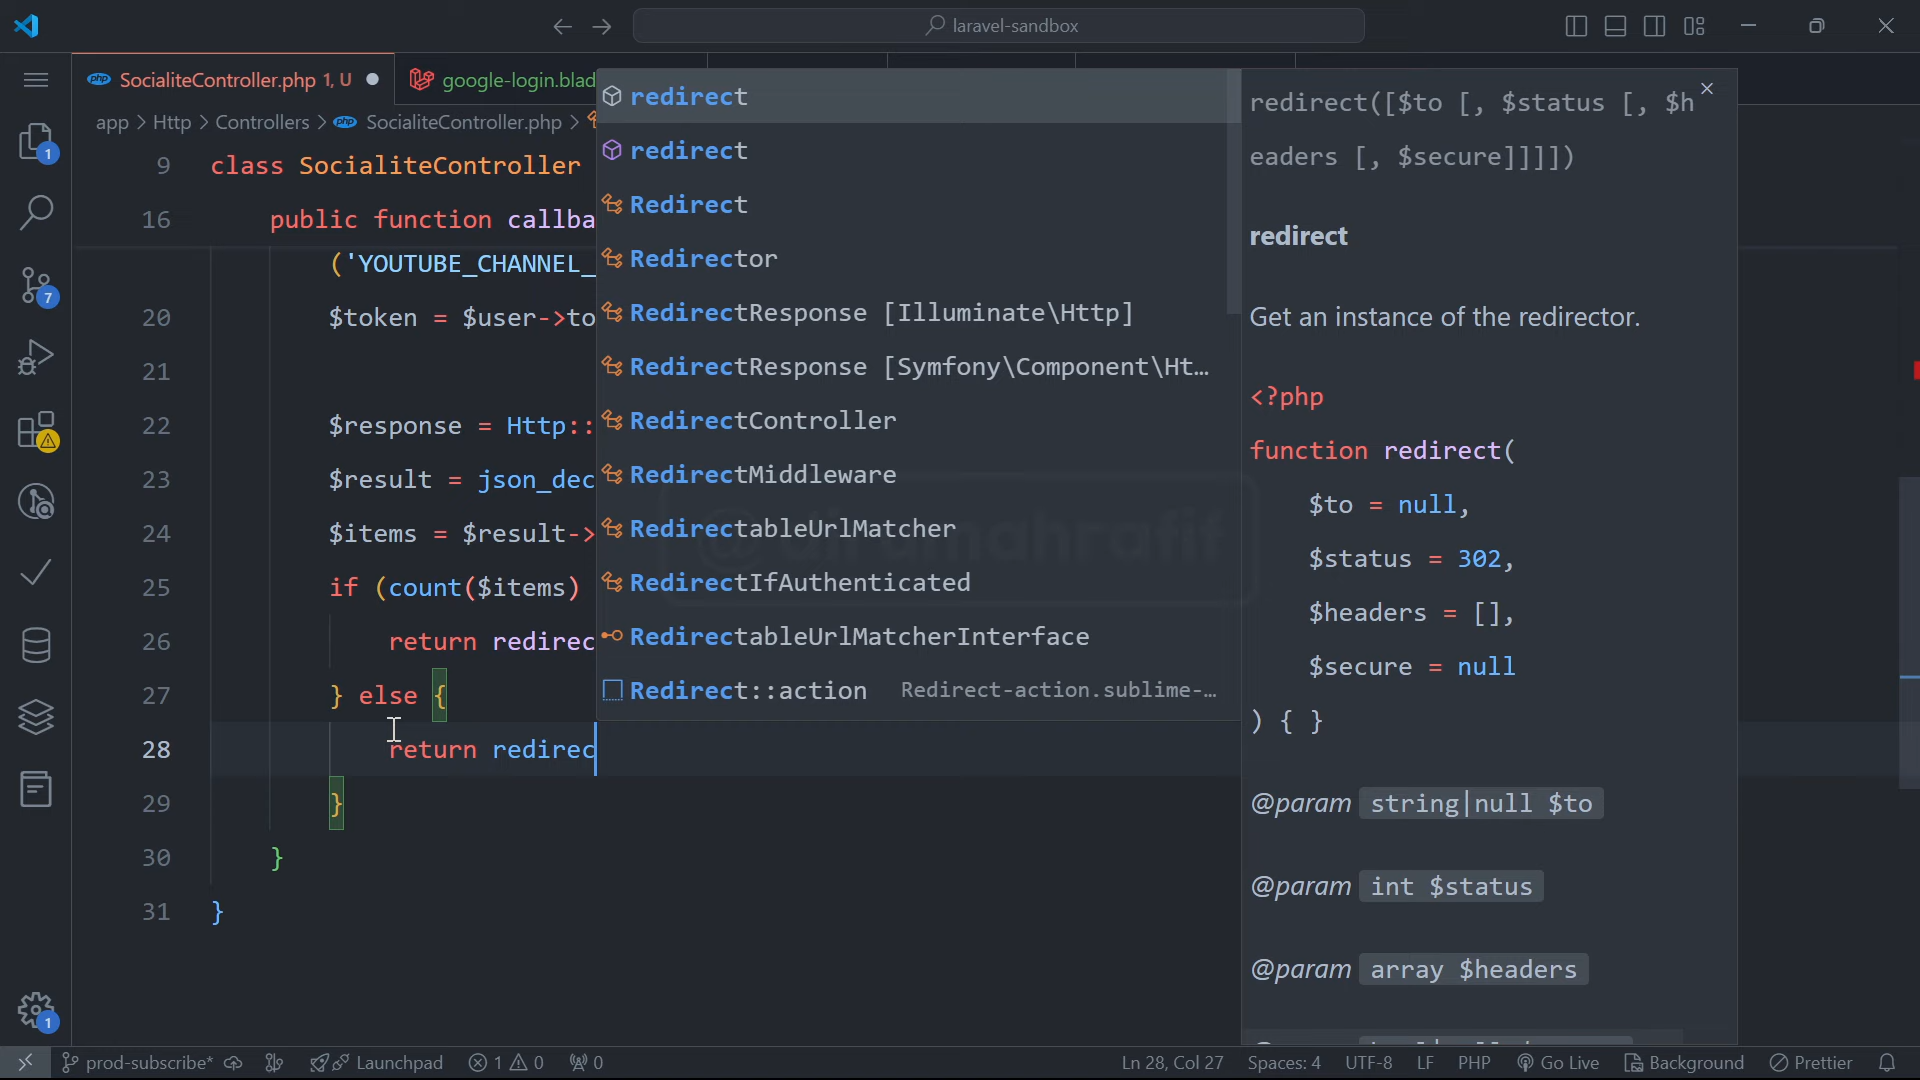 laravel-sandbox
SocialiteController.php 1, U
google-login.blad
app > Http > Controllers > SocialiteController.php >
9 class SocialiteController
16 public function callba
('YOUTUBE_CHANNEL_
20 $token = $user->to
21
22 $response = Http::
23 $result = json_dec
24 $items = $result->
25 if (count($items)
26 return redirec
27 } else {
28 return redirec
29 }
30 }
31 }
redirect
redirect
Redirect
Redirector
RedirectResponse [Illuminate\Http]
RedirectResponse [Symfony\Component\Ht...
RedirectController
RedirectMiddleware
RedirectableUrlMatcher
RedirectIfAuthenticated
RedirectableUrlMatcherInterface
Redirect::action Redirect-action.sublime-...
redirect([$to [, $status [, $h
eaders [, $secure]]]])
redirect
Get an instance of the redirector.
<?php
function redirect(
$to = null,
$status = 302,
$headers = [],
$secure = null
) { }
@param string|null $to
@param int $status
@param array $headers
1
7
1
prod-subscribe* Launchpad 1 0 0 Ln 28, Col 27 Spaces: 4 UTF-8 LF PHP Go Live Background Prettier